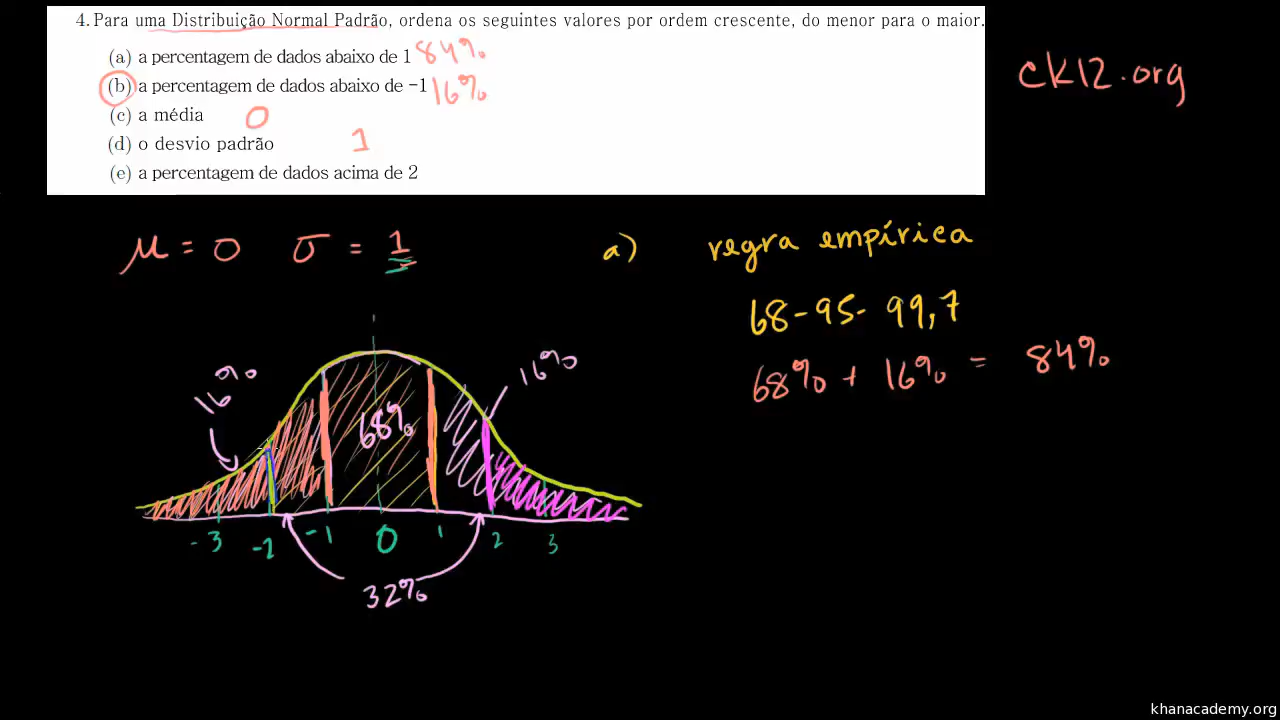 4. Para uma Distribuição Normal Padrão, ordena os seguintes valores por ordem crescente, do menor para o maior.
(a) a percentagem de dados abaixo de 1 84%
(b) a percentagem de dados abaixo de −1 16%
(c) a média 0
(d) o desvio padrão 1
(e) a percentagem de dados acima de 2
ck12.org
μ = 0 σ = 1
a) regra empírica
68-95-99,7
68% + 16% = 84%
16%
16%
68%
-3 -2 -1 0 1 2 3
32%
khanacademy.org